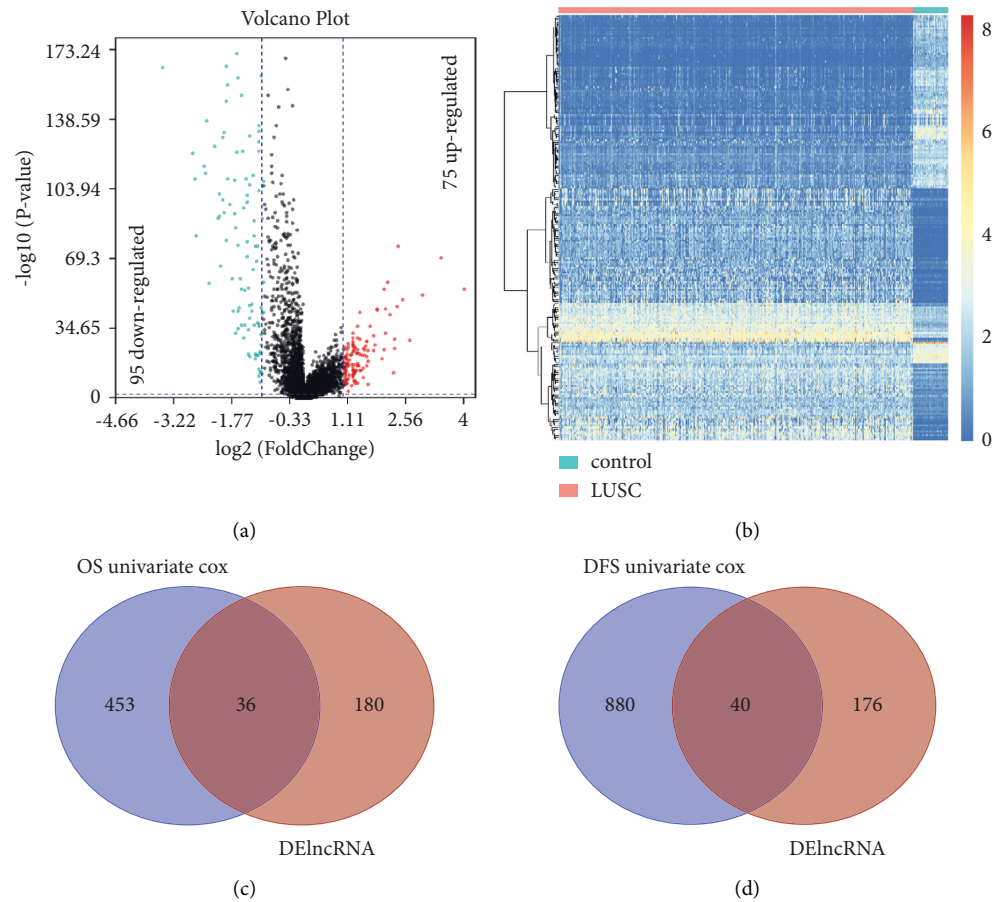 Volcano Plot
173.24
138.59
103.94
69.3
34.65
0
-log10 (P-value)
95 down-regulated
75 up-regulated
-4.66 -3.22 -1.77 -0.33 1.11 2.56 4
log2 (FoldChange)
(a)
8
6
4
2
0
control
LUSC
(b)
OS univariate cox
453 36 180
DElncRNA
(c)
DFS univariate cox
880 40 176
DElncRNA
(d)